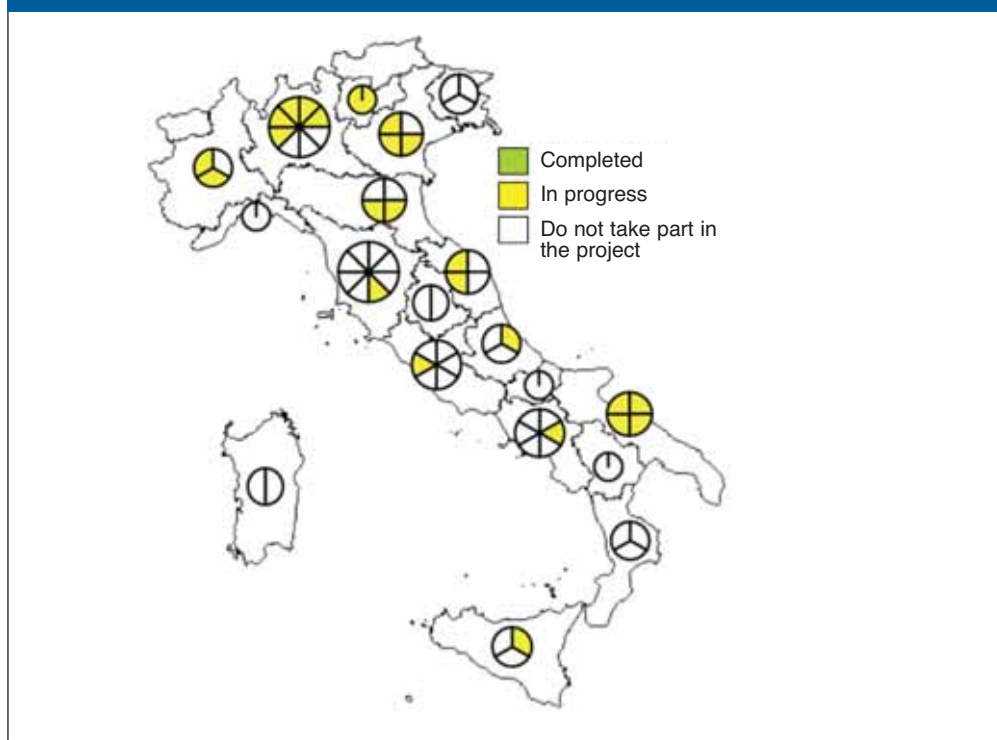 Completed
In progress
Do not take part in
the project